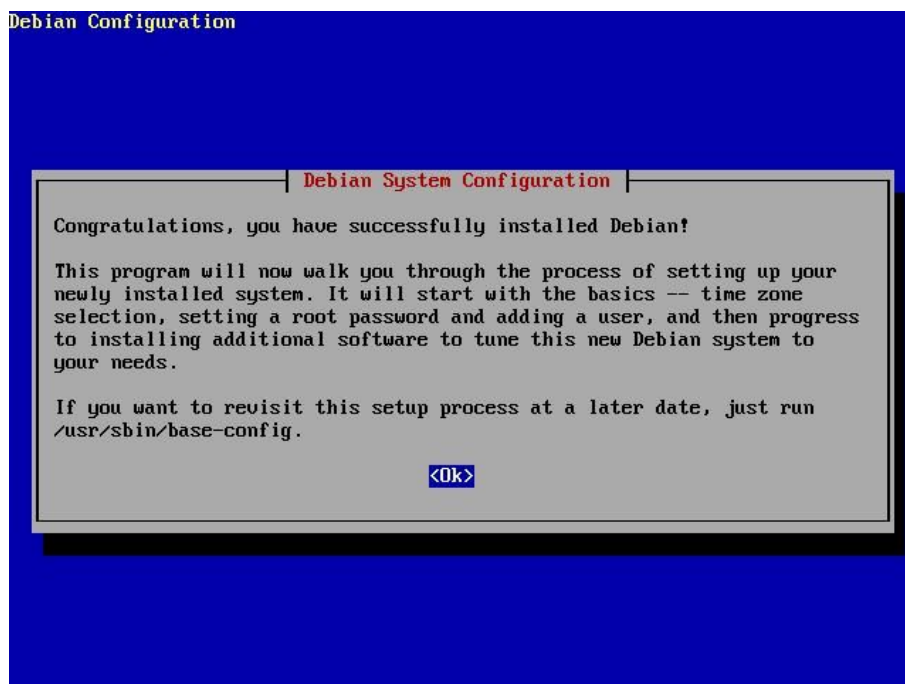 Debian Configuration
Debian System Configuration
Congratulations, you have successfully installed Debian!
This program will now walk you through the process of setting up your
newly installed system. It will start with the basics -- time zone
selection, setting a root password and adding a user, and then progress
to installing additional software to tune this new Debian system to
your needs.
If you want to revisit this setup process at a later date, just run
/usr/sbin/base-config.
<Ok>